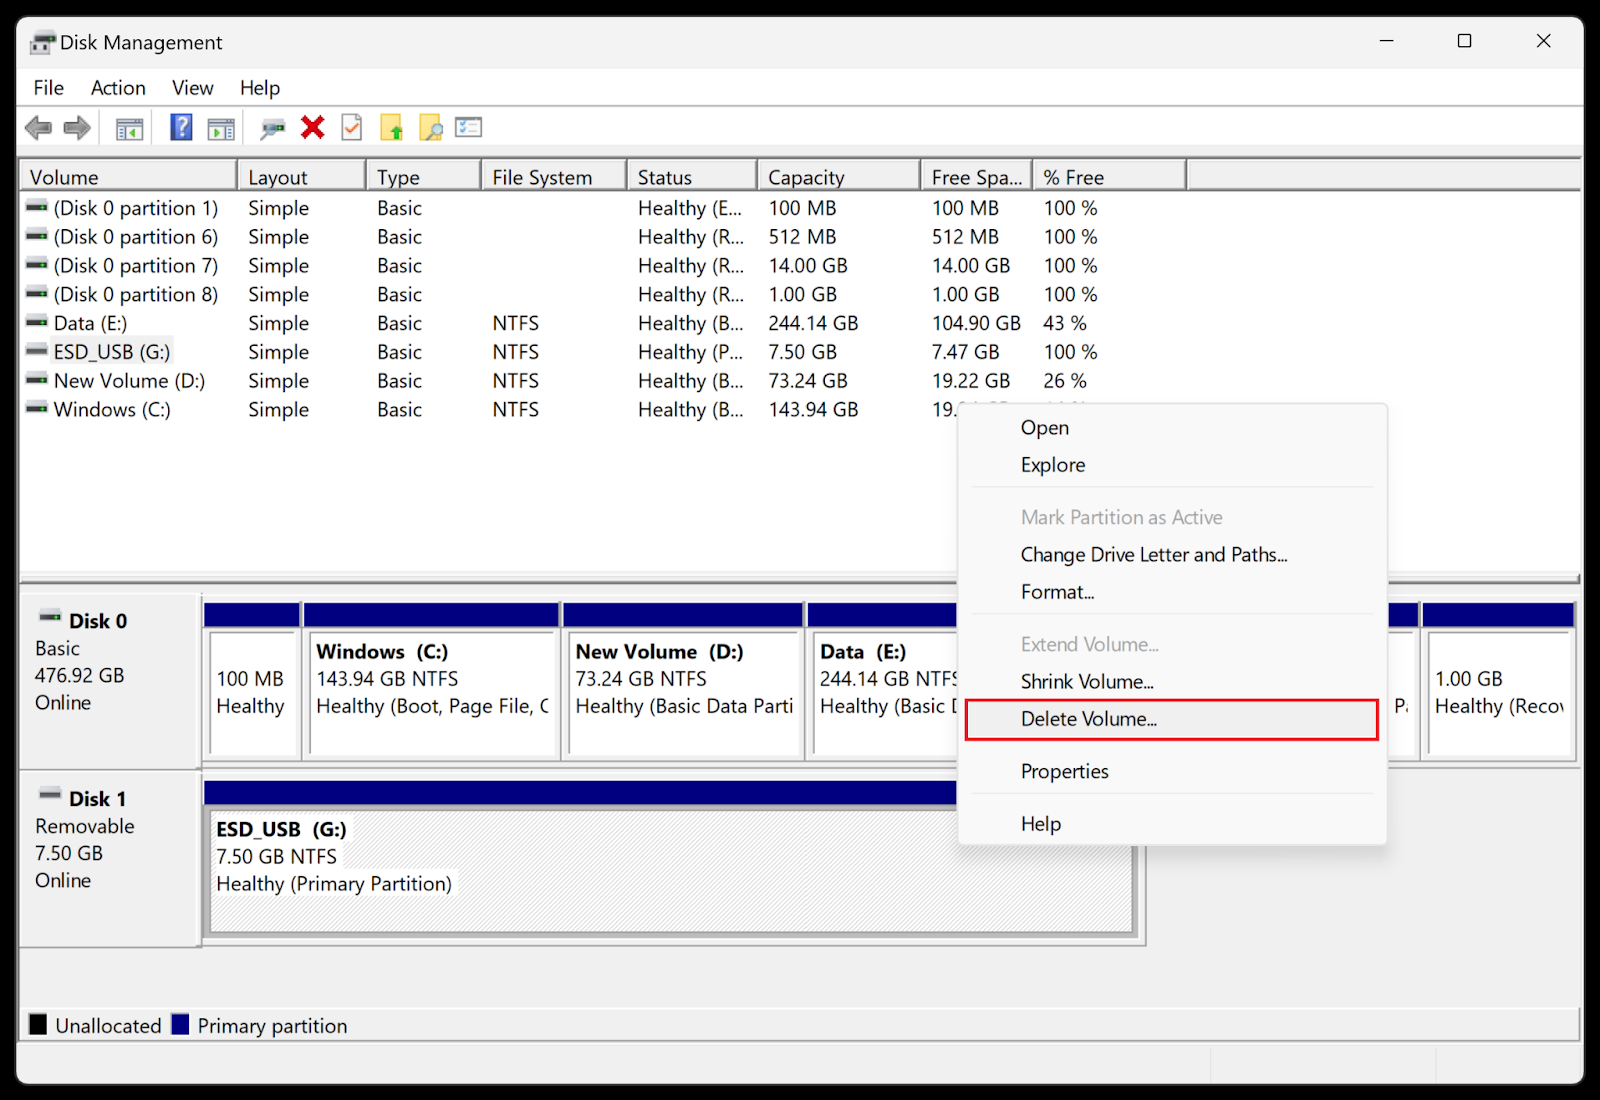 Disk Management
File Action View Help
Volume Layout Type File System Status Capacity Free Spa... % Free
(Disk 0 partition 1) Simple Basic Healthy (E... 100 MB 100 MB 100 %
(Disk 0 partition 6) Simple Basic Healthy (R... 512 MB 512 MB 100 %
(Disk 0 partition 7) Simple Basic Healthy (R... 14.00 GB 14.00 GB 100 %
(Disk 0 partition 8) Simple Basic Healthy (R... 1.00 GB 1.00 GB 100 %
Data (E:) Simple Basic NTFS Healthy (B... 244.14 GB 104.90 GB 43 %
ESD_USB (G:) Simple Basic NTFS Healthy (P... 7.50 GB 7.47 GB 100 %
New Volume (D:) Simple Basic NTFS Healthy (B... 73.24 GB 19.22 GB 26 %
Windows (C:) Simple Basic NTFS Healthy (B... 143.94 GB 19.
Open
Explore
Mark Partition as Active
Change Drive Letter and Paths...
Format...
Extend Volume...
Shrink Volume...
Delete Volume...
Properties
Help
Disk 0
Basic
476.92 GB
Online
100 MB
Healthy
Windows (C:)
143.94 GB NTFS
Healthy (Boot, Page File, C
New Volume (D:)
73.24 GB NTFS
Healthy (Basic Data Parti
Data (E:)
244.14 GB NTFS
Healthy (Basic
1.00 GB
Healthy (Recov
Disk 1
Removable
7.50 GB
Online
ESD_USB (G:)
7.50 GB NTFS
Healthy (Primary Partition)
Unallocated Primary partition